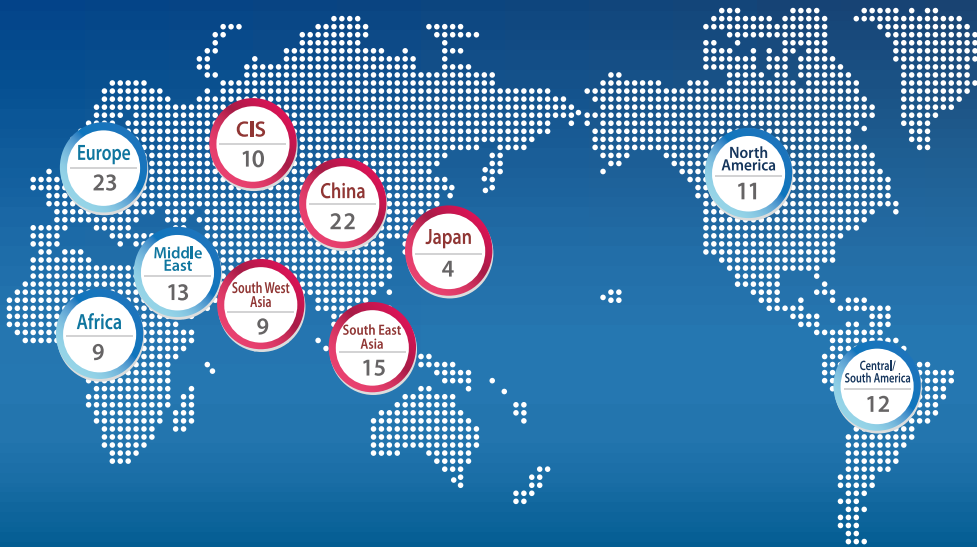 CIS
10
Europe
23
North
America
11
China
22
Japan
4
Middle
East
13
South West
Asia
9
Africa
9
South East
Asia
15
Central/
South America
12